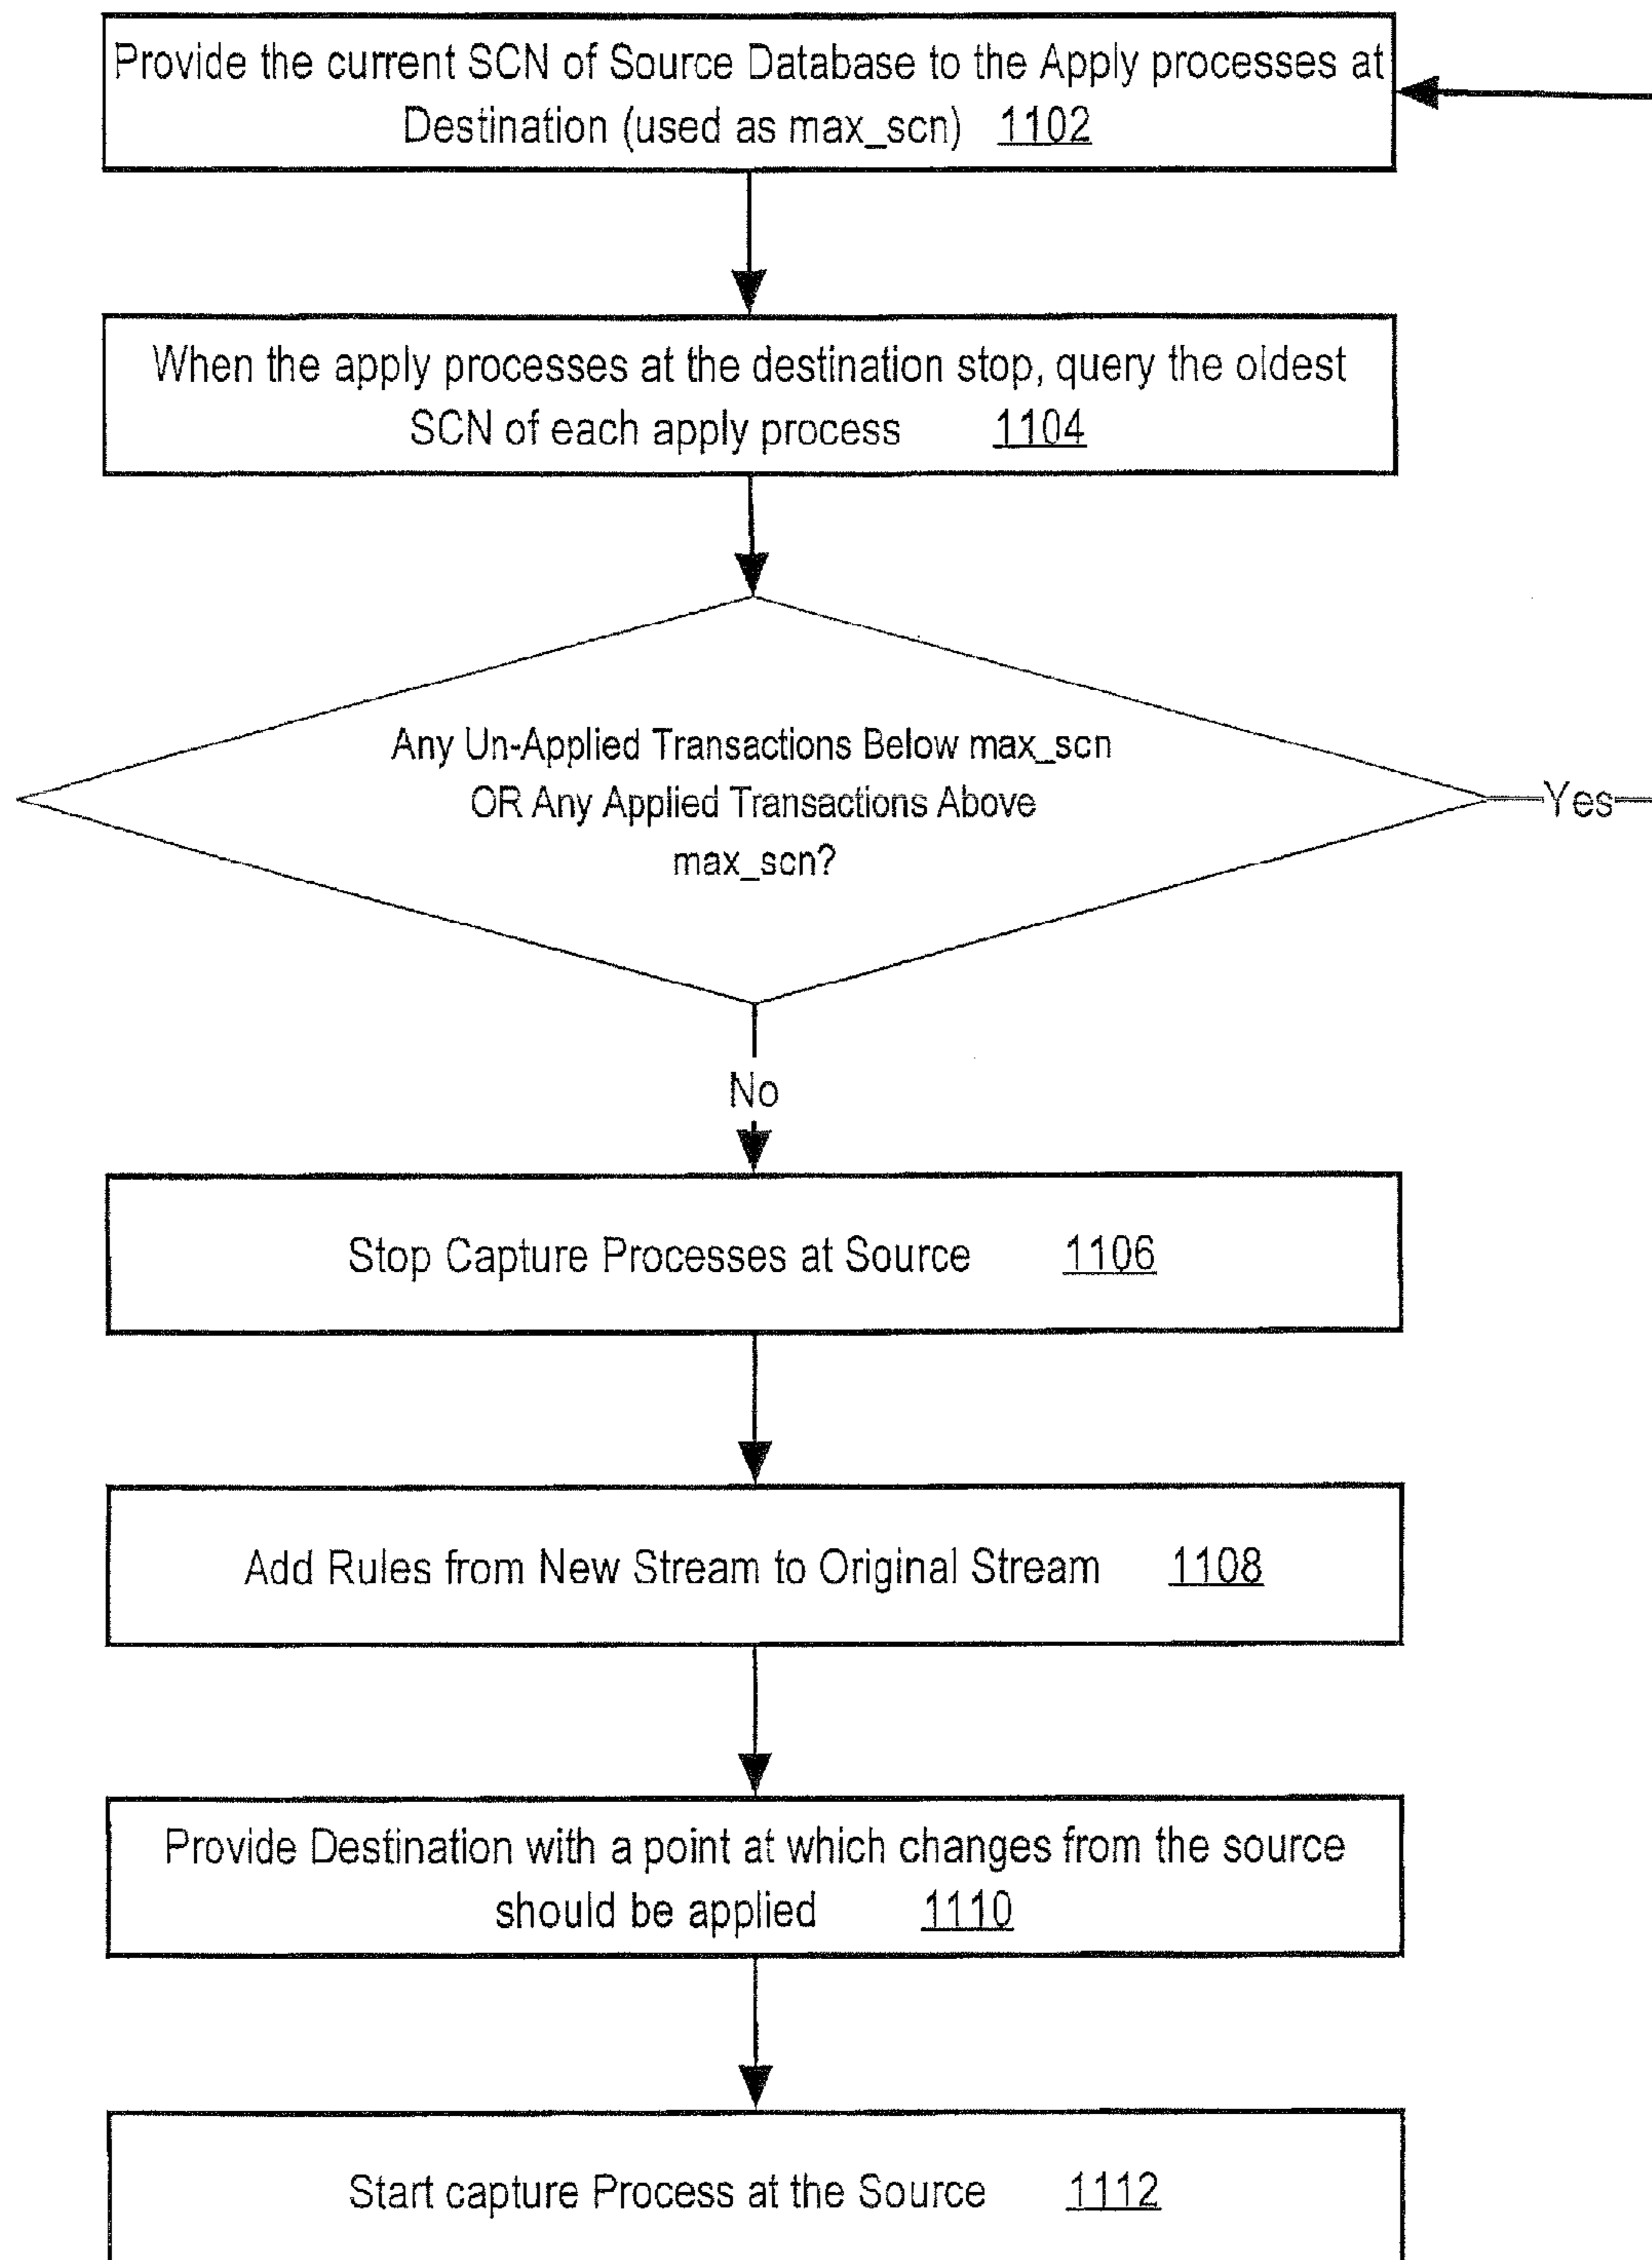 Provide the current SCN of Source Database to the Apply processes at
Destination (used as max_scn) 1102
When the apply processes at the destination stop, query the oldest
SCN of each apply process 1104
Any Un-Applied Transactions Below max_scn
OR Any Applied Transactions Above
max_scn?
Yes
No
Stop Capture Processes at Source 1106
Add Rules from New Stream to Original Stream 1108
Provide Destination with a point at which changes from the source
should be applied 1110
Start capture Process at the Source 1112